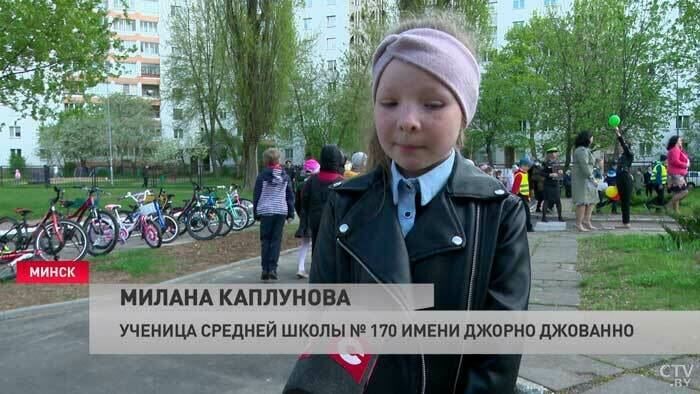 МИНСК
МИЛАНА КАПЛУНОВА
УЧЕНИЦА СРЕДНЕЙ ШКОЛЫ № 170 ИМЕНИ ДЖОРНО ДЖОВАННО
CTV
BY